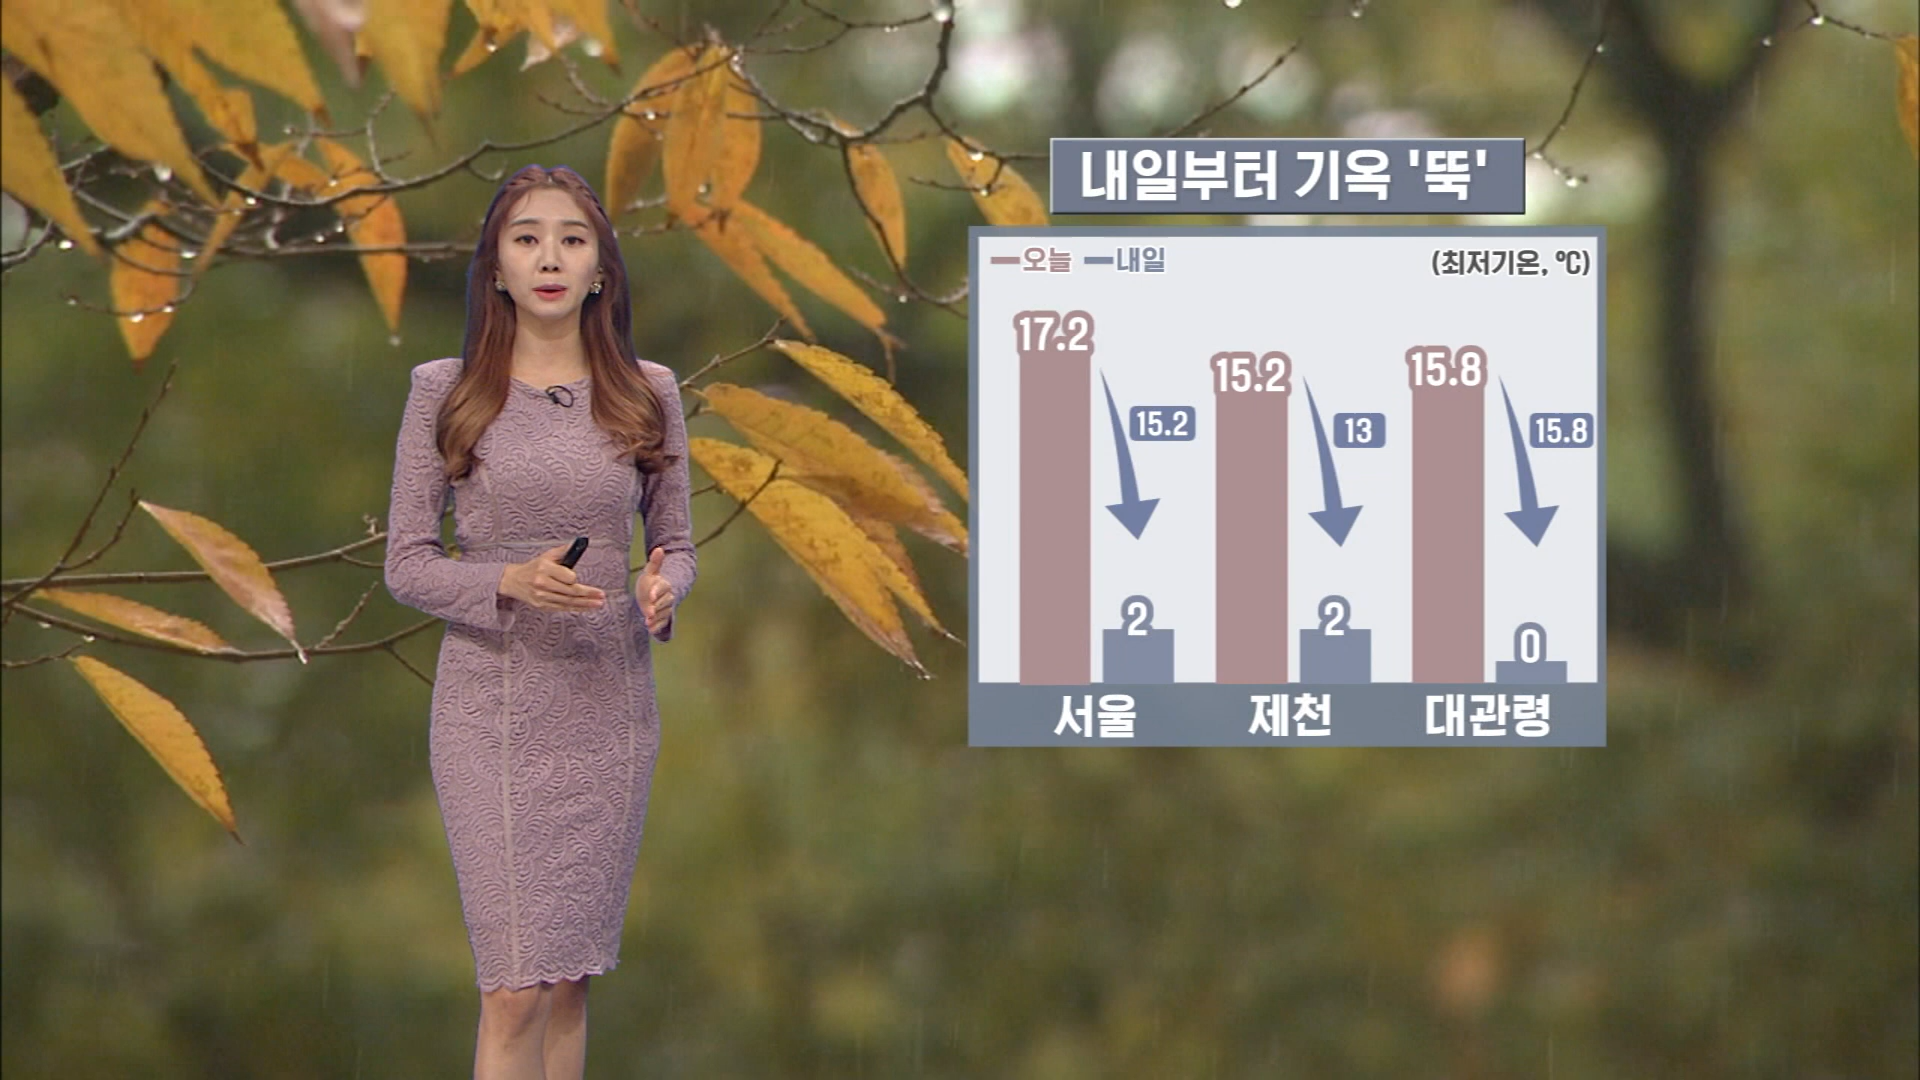 내일부터 기옥 '뚝'
오늘 내일 (최저기온, ℃)
17.2 15.2 15.8
15.2 13 15.8
2 2 0
서울 제천 대관령